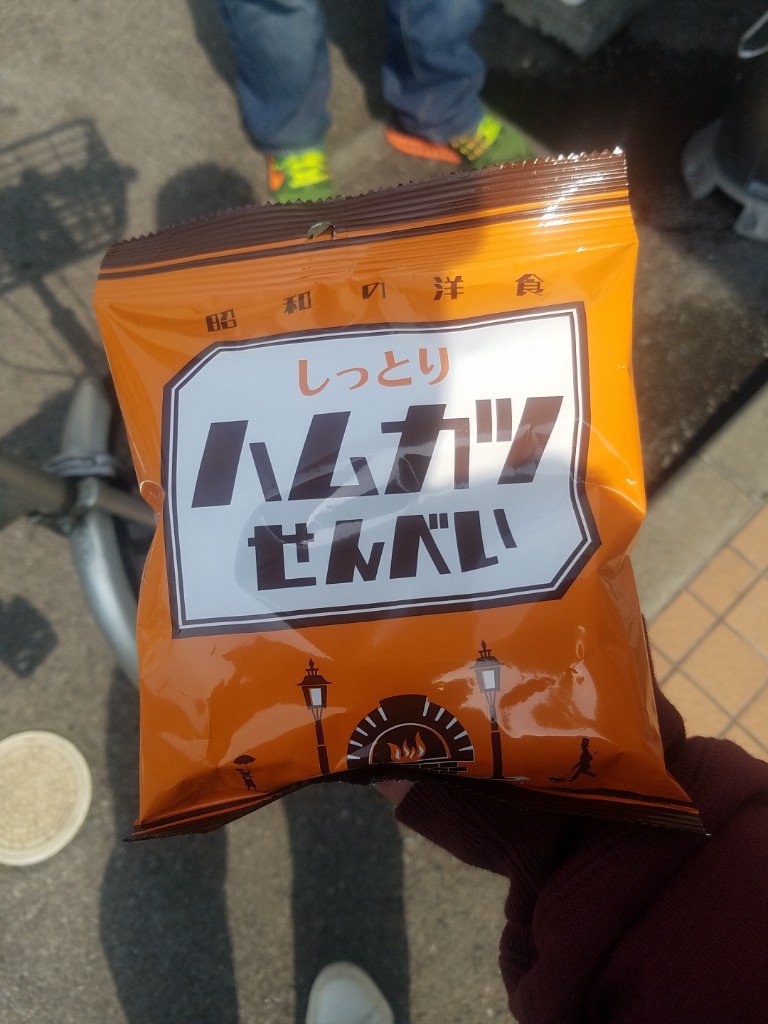 昭和の洋食
しっとり
ハムカツ
せんべい